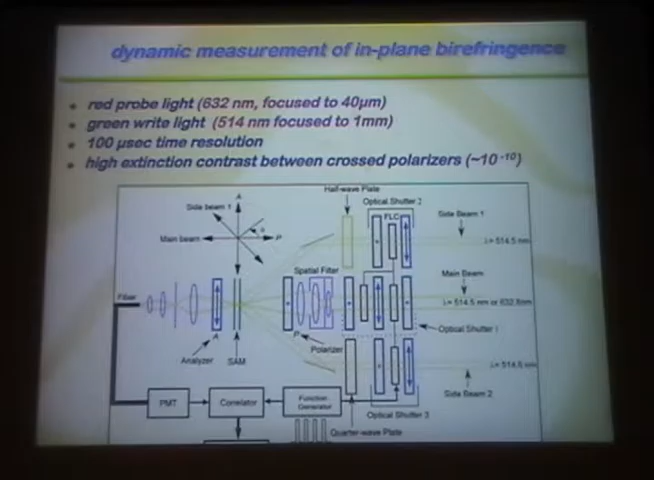 dynamic measurement of in-plane birefringence
• red probe light (632 nm, focused to 40µm)
• green write light (514 nm focused to 1mm)
• 100 µsec time resolution
• high extinction contrast between crossed polarizers (~10⁻¹⁰)
Half-wave Plate
A
Side beam 1
Optical Shutter 2
FLC
Side Beam 1
Main beam
P
λ= 514.5 nm
Spatial Filter
Main Beam
Fiber
λ= 514.5 nm or 632.8nm
Optical Shutter 1
P
A
Polarizer
Analyzer
SAM
λ= 514.5 nm
Side Beam 2
PMT
Correlator
Function
Generator
Optical Shutter 3
Quarter-wave Plate